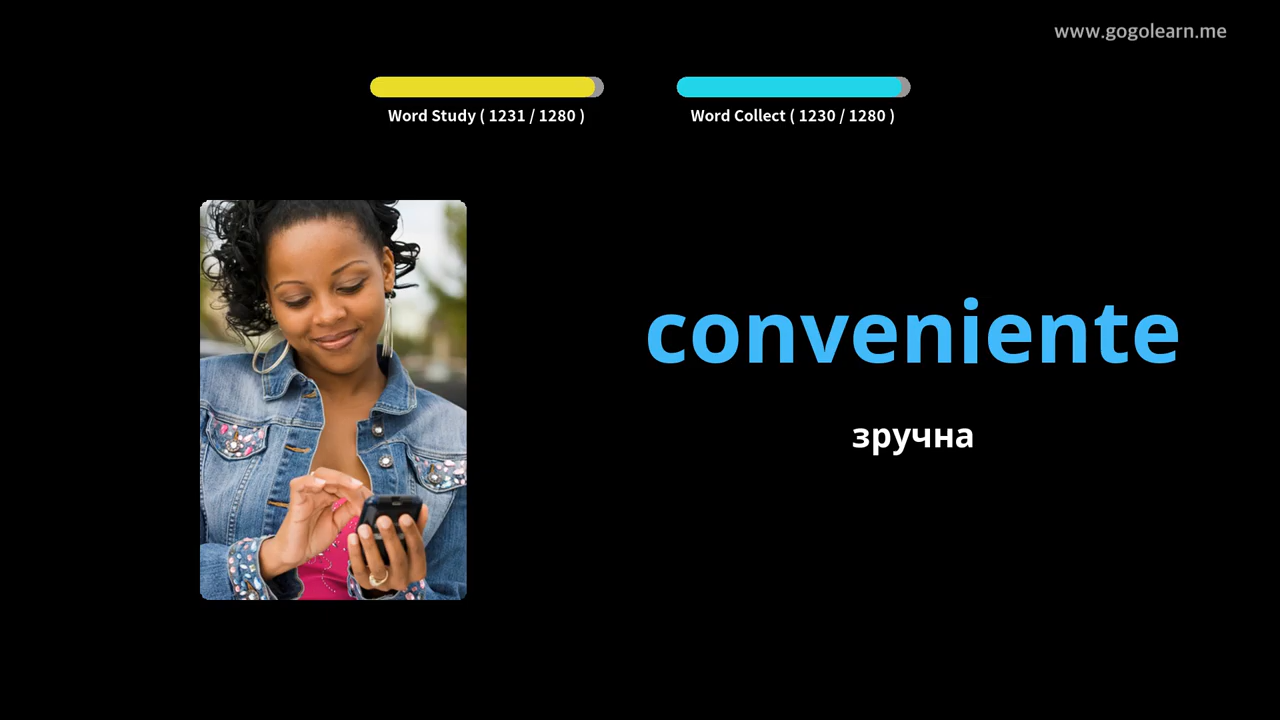 www.gogolearn.me
Word Study ( 1231 / 1280 )
Word Collect ( 1230 / 1280 )
conveniente
зручна